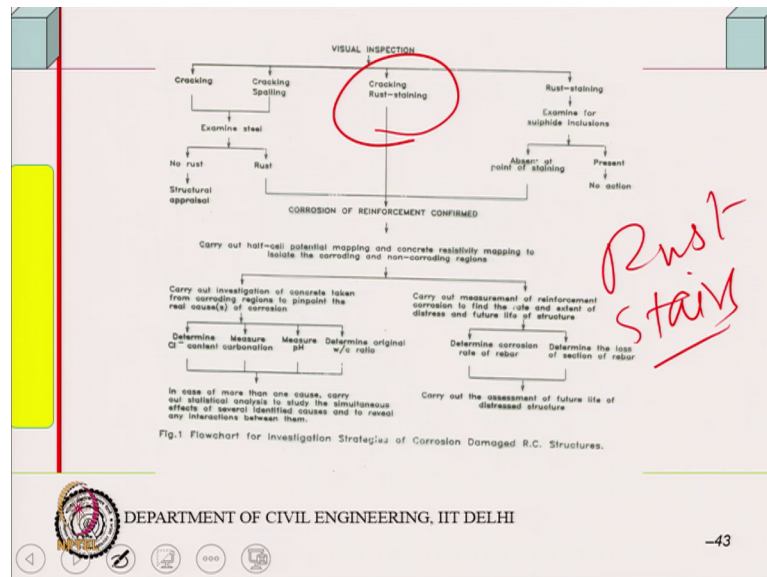 VISUAL INSPECTION
Cracking
Cracking
Spalling
Cracking
Rust-staining
Rust-staining
Examine steel
Examine for
sulphide inclusions
No rust
Rust
Absent at
point of staining
Present
Structural
appraisal
No action
CORROSION OF REINFORCEMENT CONFIRMED
Carry out half-cell potential mapping and concrete resistivity mapping to
isolate the corroding and non-corroding regions
Carry out investigation of concrete taken
from corroding regions to pinpoint the
real cause(s) of corrosion
Carry out measurement of reinforcement
corrosion to find the rate and extent of
distress and future life of structure
Determine
Cl⁻ content
Measure
carbonation
Measure
pH
Determine original
w/c ratio
Determine corrosion
rate of rebar
Determine the loss
of section of rebar
In case of more than one cause, carry
out statistical analysis to study the simultaneous
effects of several identified causes and to reveal
any interactions between them.
Carry out the assessment of future life of
distressed structure
Fig.1 Flowchart for Investigation Strategies of Corrosion Damaged R.C. Structures.
Rust
Stains
NPTEL
DEPARTMENT OF CIVIL ENGINEERING, IIT DELHI
–43